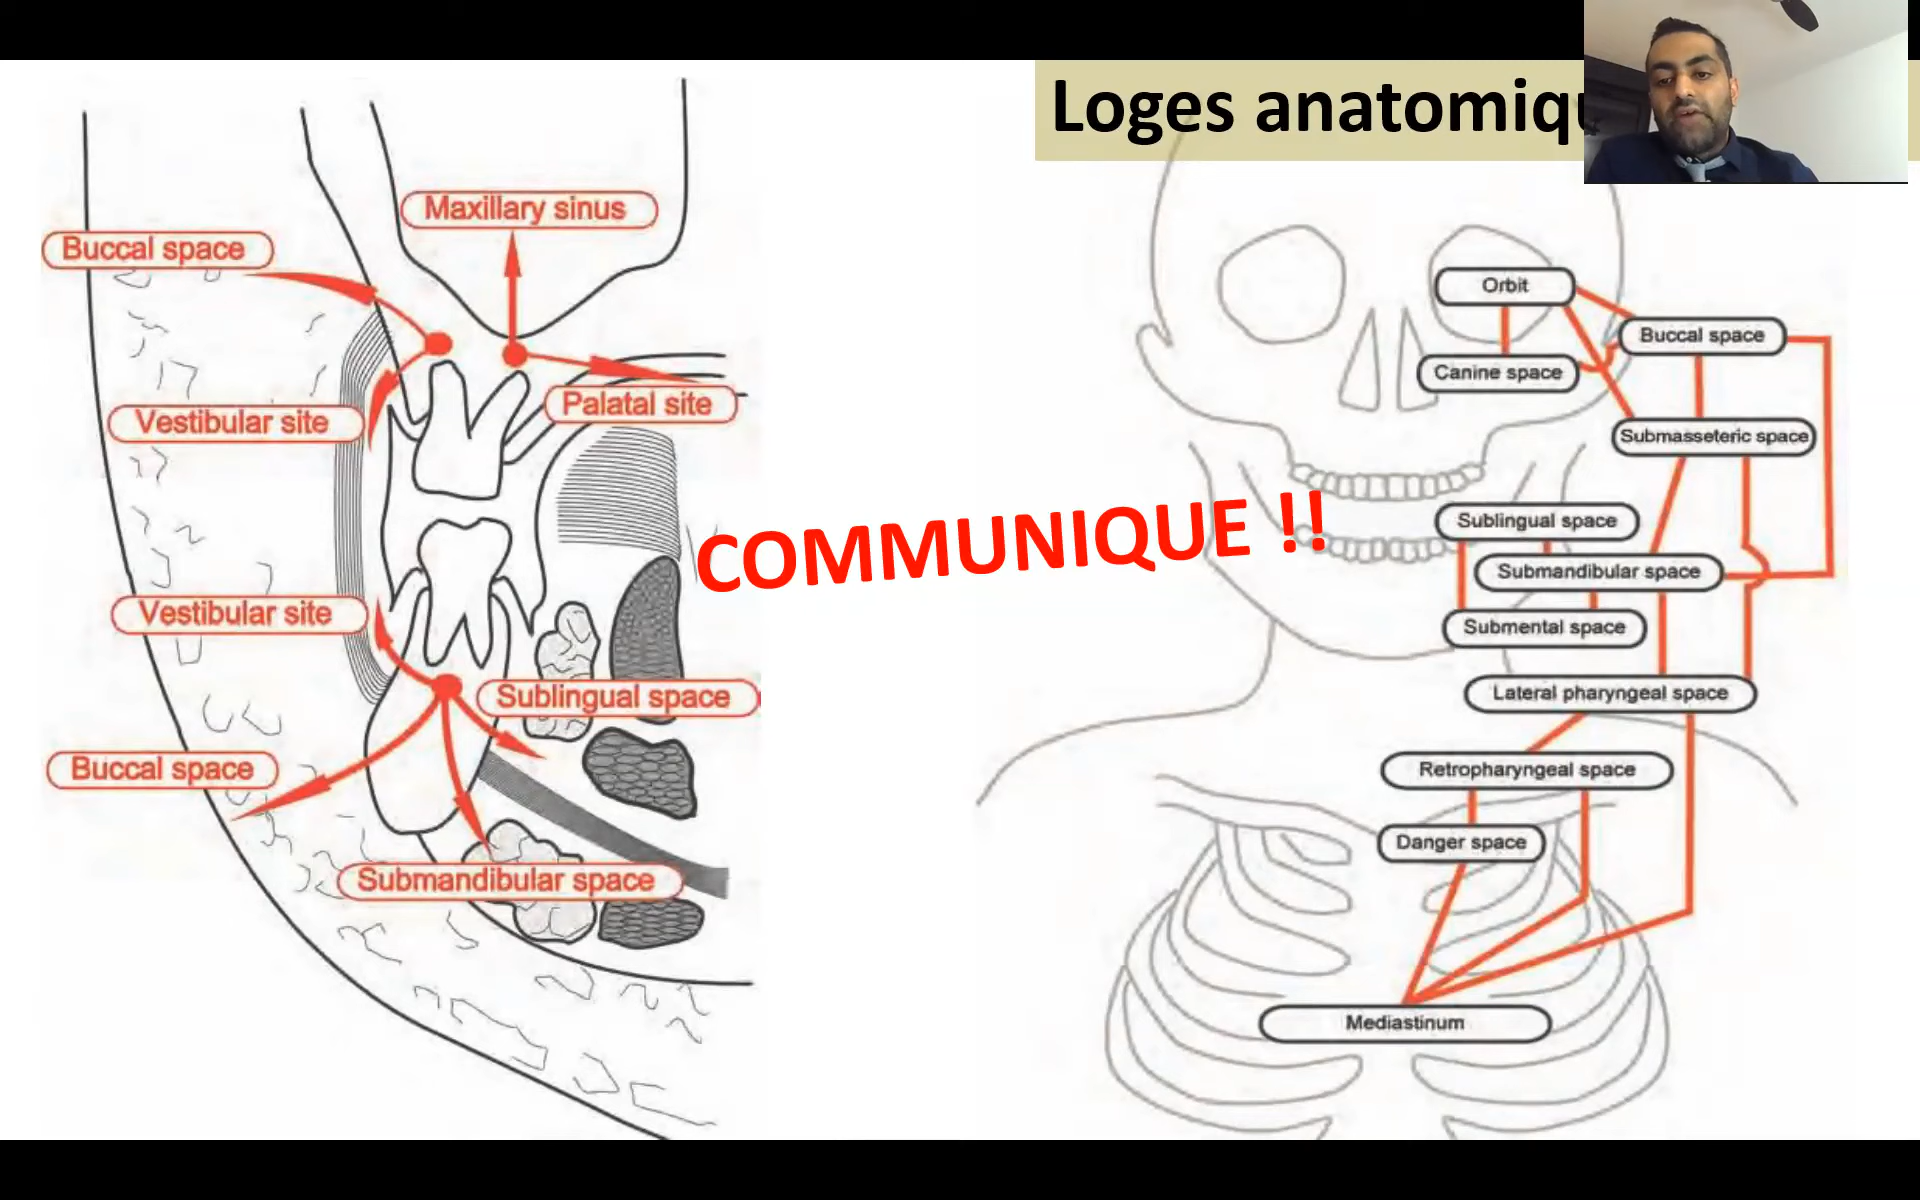 Loges anatomiqu
Maxillary sinus
Buccal space
Vestibular site
Palatal site
Vestibular site
Sublingual space
Buccal space
Submandibular space
COMMUNIQUE !!
Orbit
Buccal space
Canine space
Submasseteric space
Sublingual space
Submandibular space
Submental space
Lateral pharyngeal space
Retropharyngeal space
Danger space
Mediastinum